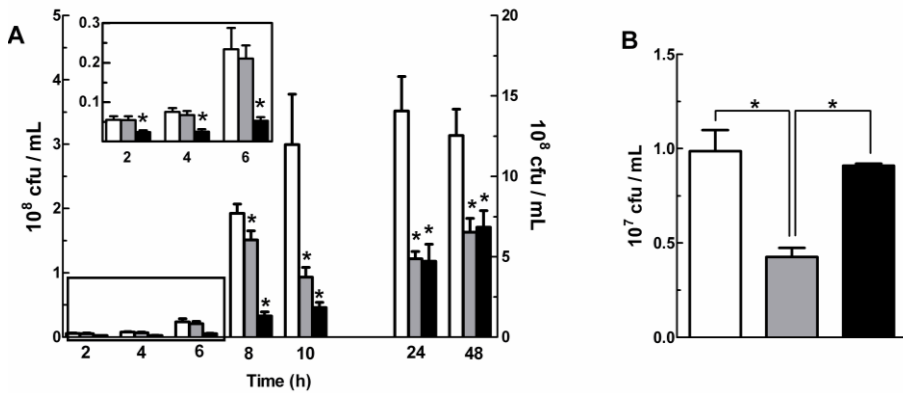 A
10⁸ cfu / mL
5
4
3
2
1
0
0.3
0.2
0.1
* * *
2 4 6
* * * * * * * *
2 4 6 8 10 24 48
Time (h)
20
15
10
5
0
10⁸ cfu / mL
B
10⁷ cfu / mL
1.5
1.0
0.5
0.0
* *